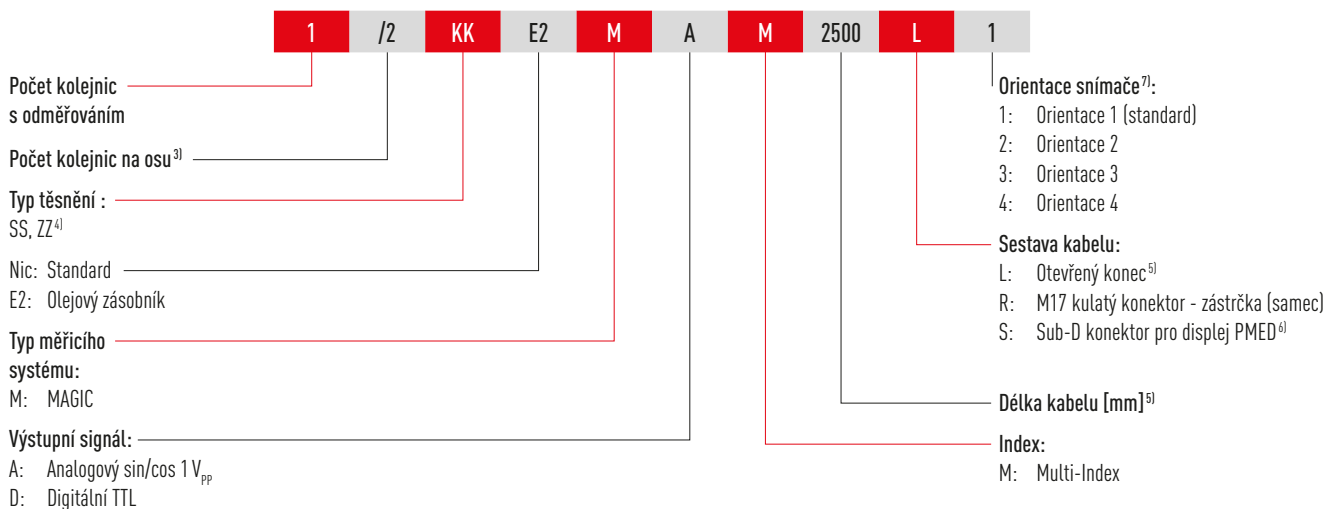 1 /2 KK E2 M A M 2500 L 1
Počet kolejnic
s odměřováním
Počet kolejnic na osu 3)
Typ těsnění :
SS, ZZ 4)
Nic: Standard
E2: Olejový zásobník
Typ měřicího
systému:
M: MAGIC
Výstupní signál:
A: Analogový sin/cos 1 Vpp
D: Digitální TTL
Orientace snímače 7):
1: Orientace 1 (standard)
2: Orientace 2
3: Orientace 3
4: Orientace 4
Sestava kabelu:
L: Otevřený konec 5)
R: M17 kulatý konektor - zástrčka (samec)
S: Sub-D konektor pro displej PMED 6)
Délka kabelu [mm] 5)
Index:
M: Multi-Index